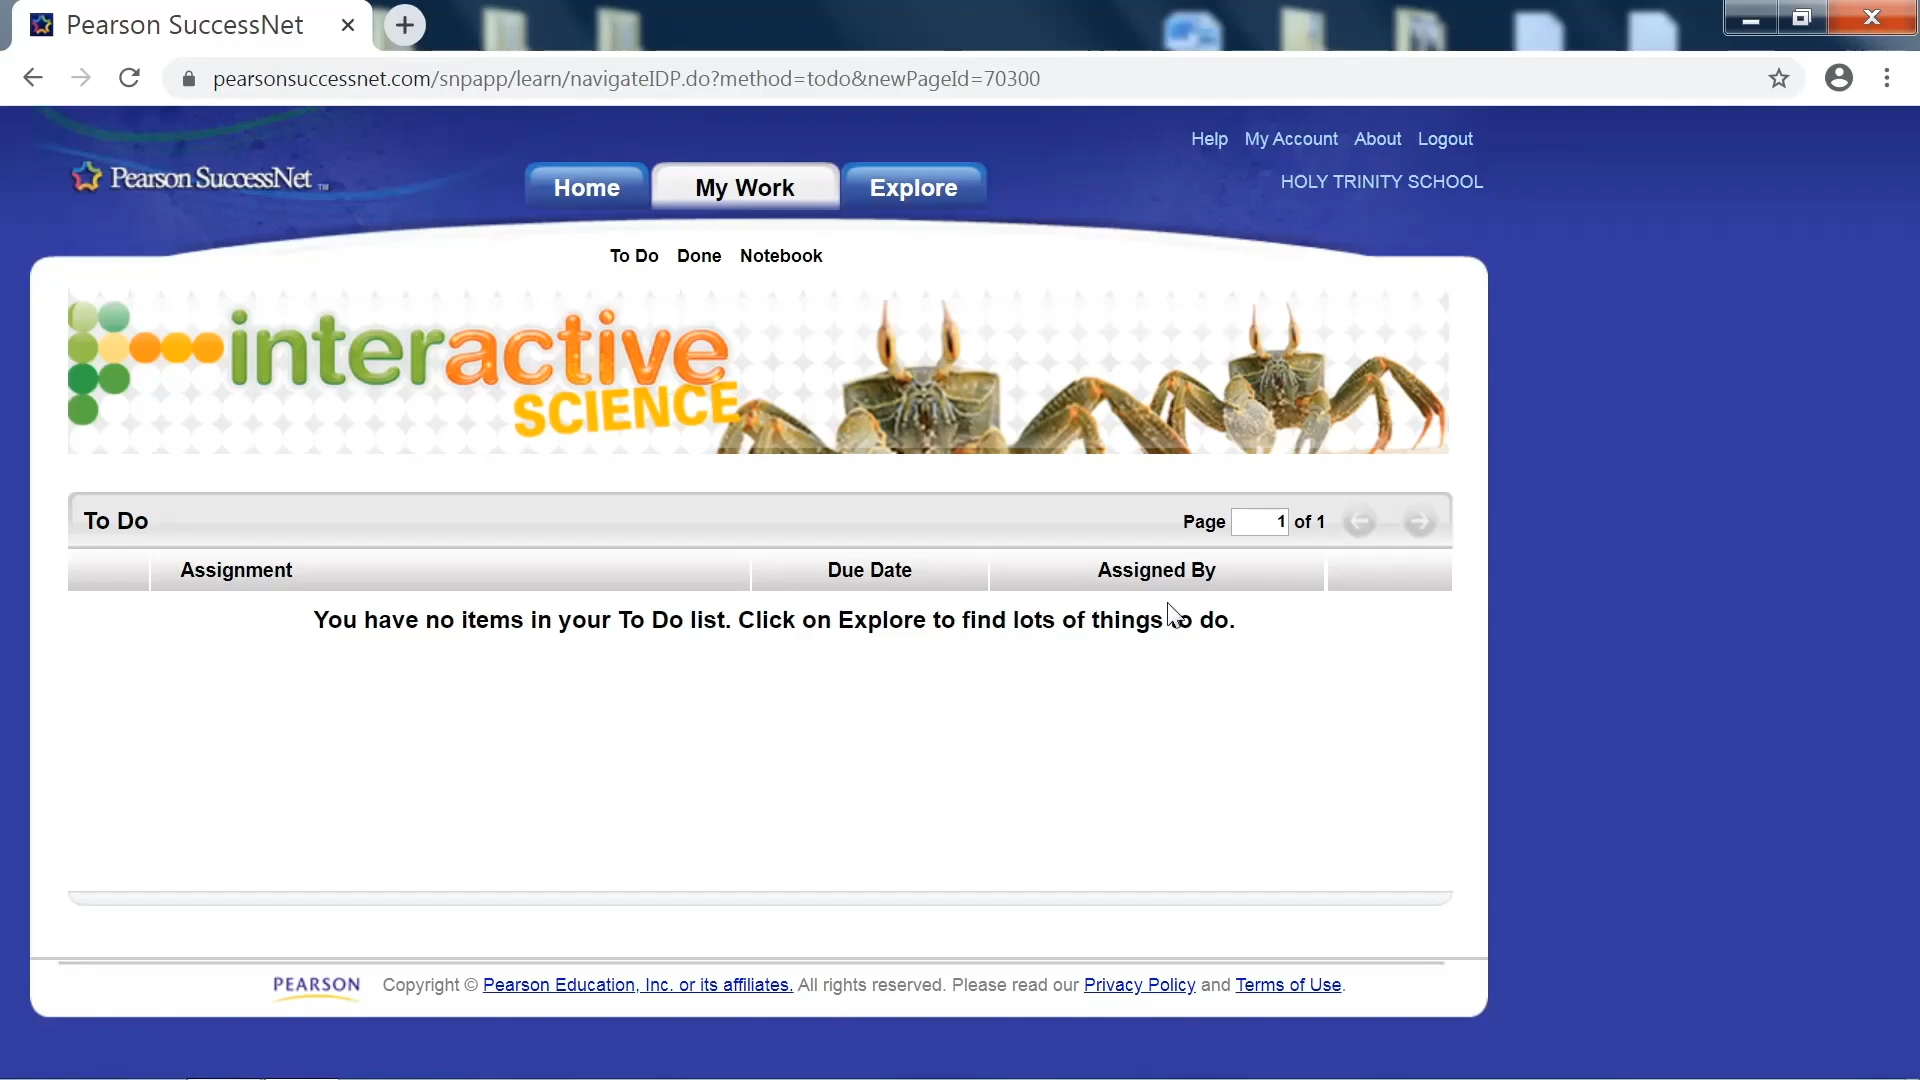 Pearson SuccessNet
pearsonsuccessnet.com/snpapp/learn/navigateIDP.do?method=todo&newPageId=70300
Help My Account About Logout
Pearson SuccessNet™
Home My Work Explore
HOLY TRINITY SCHOOL
To Do Done Notebook
interactive
SCIENCE
To Do Page 1 of 1
Assignment Due Date Assigned By
You have no items in your To Do list. Click on Explore to find lots of things to do.
PEARSON Copyright © Pearson Education, Inc. or its affiliates. All rights reserved. Please read our Privacy Policy and Terms of Use.